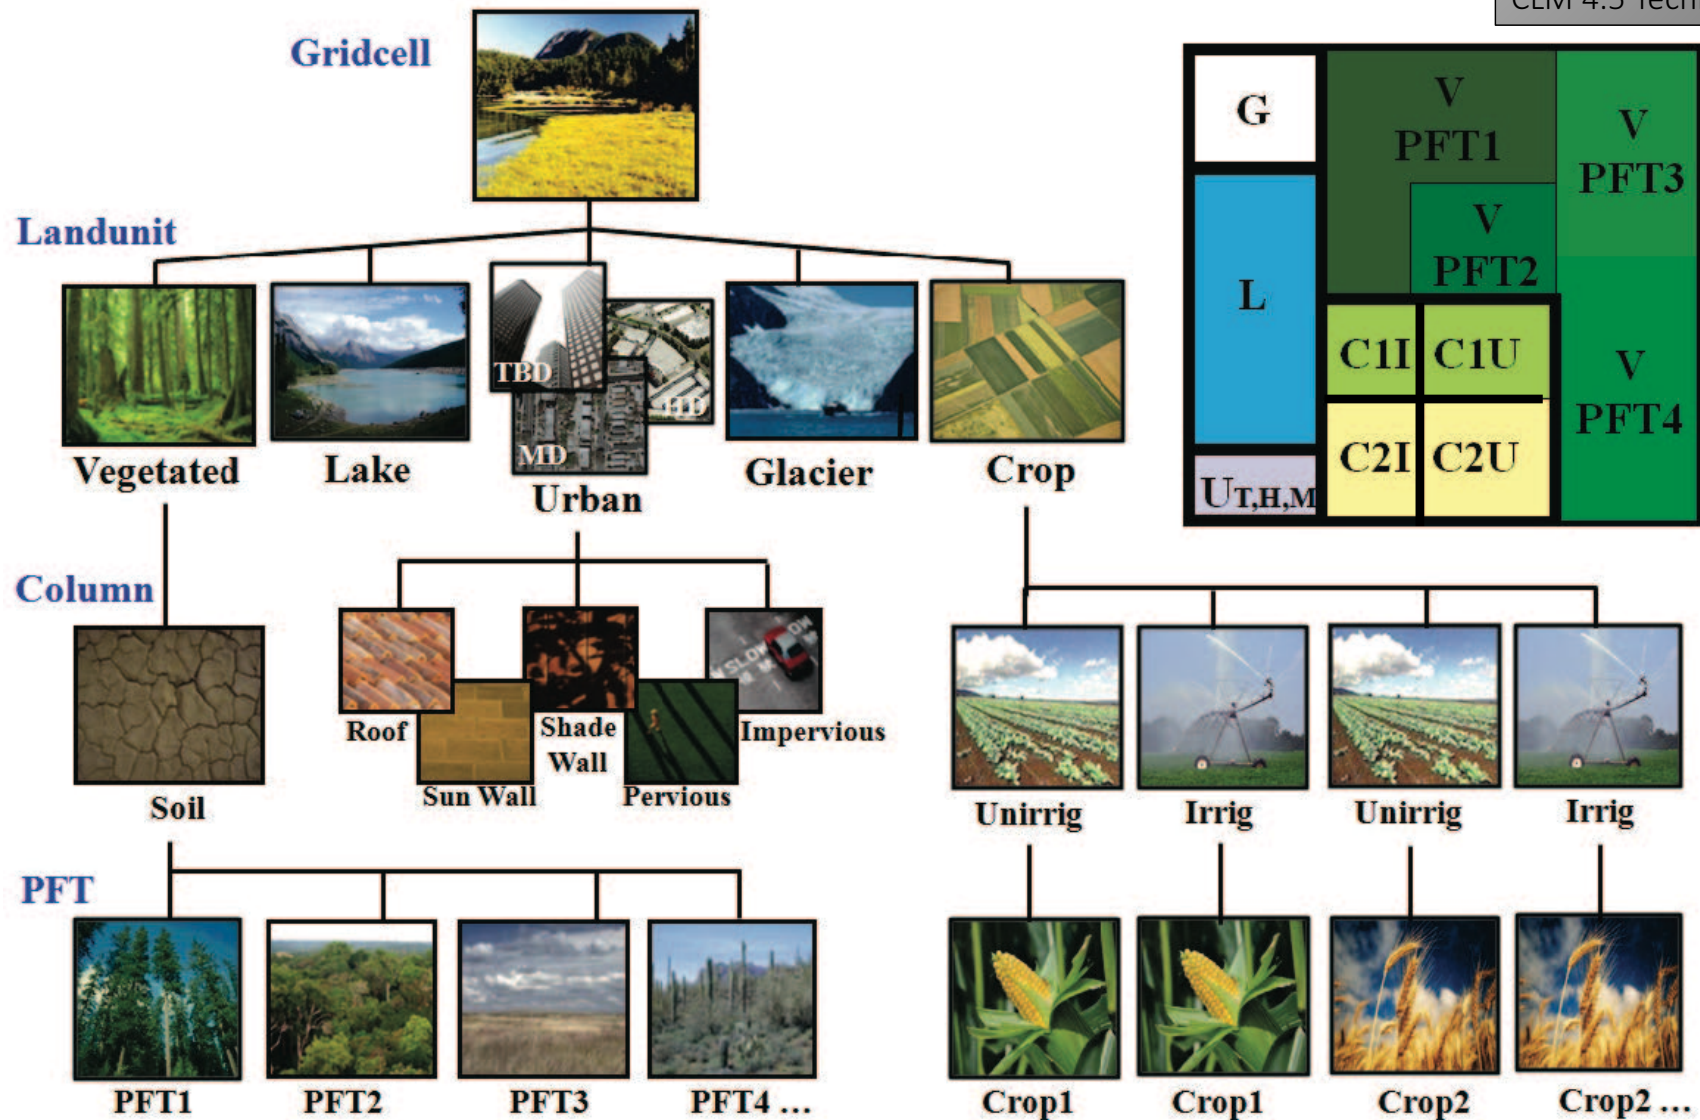 CLM 4.5 Tech
Gridcell
G
V
PFT1
V
PFT3
V
PFT2
L
C1I
C1U
V
PFT4
C2I
C2U
UT,H,M
Landunit
TBD
HD
MD
Vegetated
Lake
Urban
Glacier
Crop
Column
SLOW
OW
Roof
Shade
Wall
Impervious
Sun Wall
Pervious
Soil
Unirrig
Irrig
Unirrig
Irrig
PFT
PFT1
PFT2
PFT3
PFT4 ...
Crop1
Crop1
Crop2
Crop2 ...